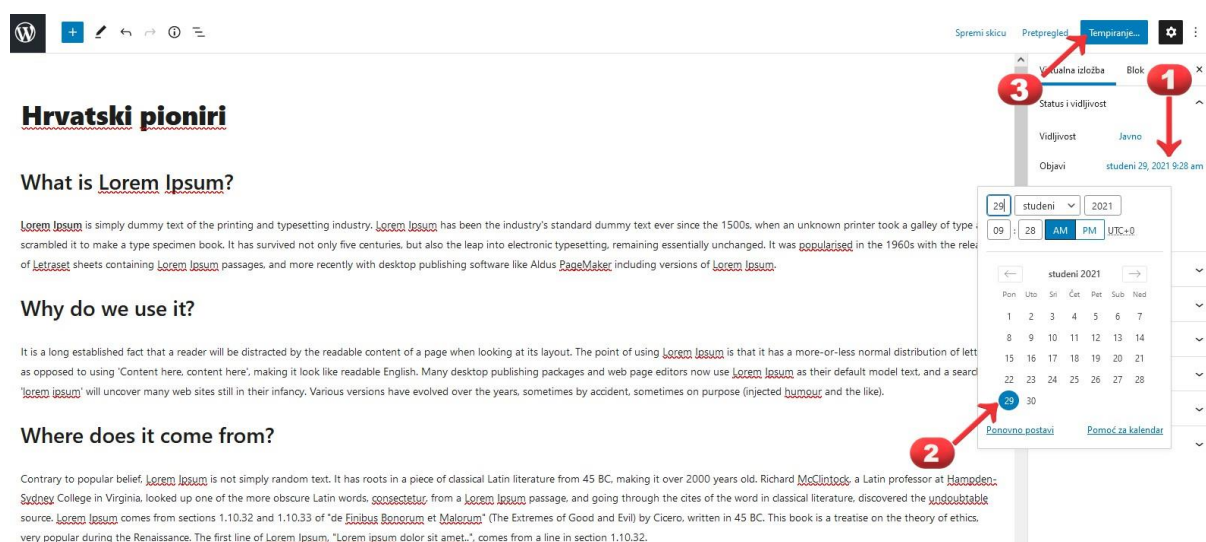 Spremi skicu Pretpregled Tempiranje...
3
1
Virtualna izložba Blok
Status i vidljivost
Vidljivost Javno
Objavi studeni 29, 2021 9:28 am
Hrvatski pioniri
What is Lorem Ipsum?
Lorem Ipsum is simply dummy text of the printing and typesetting industry. Lorem Ipsum has been the industry's standard dummy text ever since the 1500s, when an unknown printer took a galley of type
scrambled it to make a type specimen book. It has survived not only five centuries, but also the leap into electronic typesetting, remaining essentially unchanged. It was popularised in the 1960s with the relea
of Letraset sheets containing Lorem Ipsum passages, and more recently with desktop publishing software like Aldus PageMaker including versions of Lorem Ipsum.
Why do we use it?
It is a long established fact that a reader will be distracted by the readable content of a page when looking at its layout. The point of using Lorem Ipsum is that it has a more-or-less normal distribution of lett
as opposed to using 'Content here, content here', making it look like readable English. Many desktop publishing packages and web page editors now use Lorem Ipsum as their default model text, and a search
'lorem ipsum' will uncover many web sites still in their infancy. Various versions have evolved over the years, sometimes by accident, sometimes on purpose (injected humour and the like).
Where does it come from?
Contrary to popular belief, Lorem Ipsum is not simply random text. It has roots in a piece of classical Latin literature from 45 BC, making it over 2000 years old. Richard McClintock, a Latin professor at Hampden-
Sydney College in Virginia, looked up one of the more obscure Latin words, consectetur, from a Lorem Ipsum passage, and going through the cites of the word in classical literature, discovered the undoubtable
source. Lorem Ipsum comes from sections 1.10.32 and 1.10.33 of "de Finibus Bonorum et Malorum" (The Extremes of Good and Evil) by Cicero, written in 45 BC. This book is a treatise on the theory of ethics,
very popular during the Renaissance. The first line of Lorem Ipsum, "Lorem ipsum dolor sit amet..", comes from a line in section 1.10.32.
29 studeni 2021
09 : 28 AM PM UTC+0
studeni 2021
Pon Uto Sri Čet Pet Sub Ned
1 2 3 4 5 6 7
8 9 10 11 12 13 14
15 16 17 18 19 20 21
22 23 24 25 26 27 28
29 30
Ponovno postavi Pomoć za kalendar
2